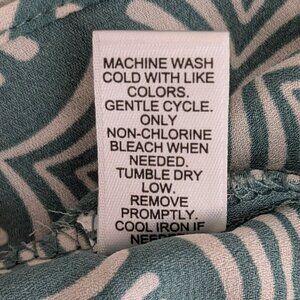 MACHINE WASH
COLD WITH LIKE
COLORS.
GENTLE CYCLE.
ONLY
NON-CHLORINE
BLEACH WHEN
NEEDED.
TUMBLE DRY
LOW.
REMOVE
PROMPTLY.
COOL IRON IF